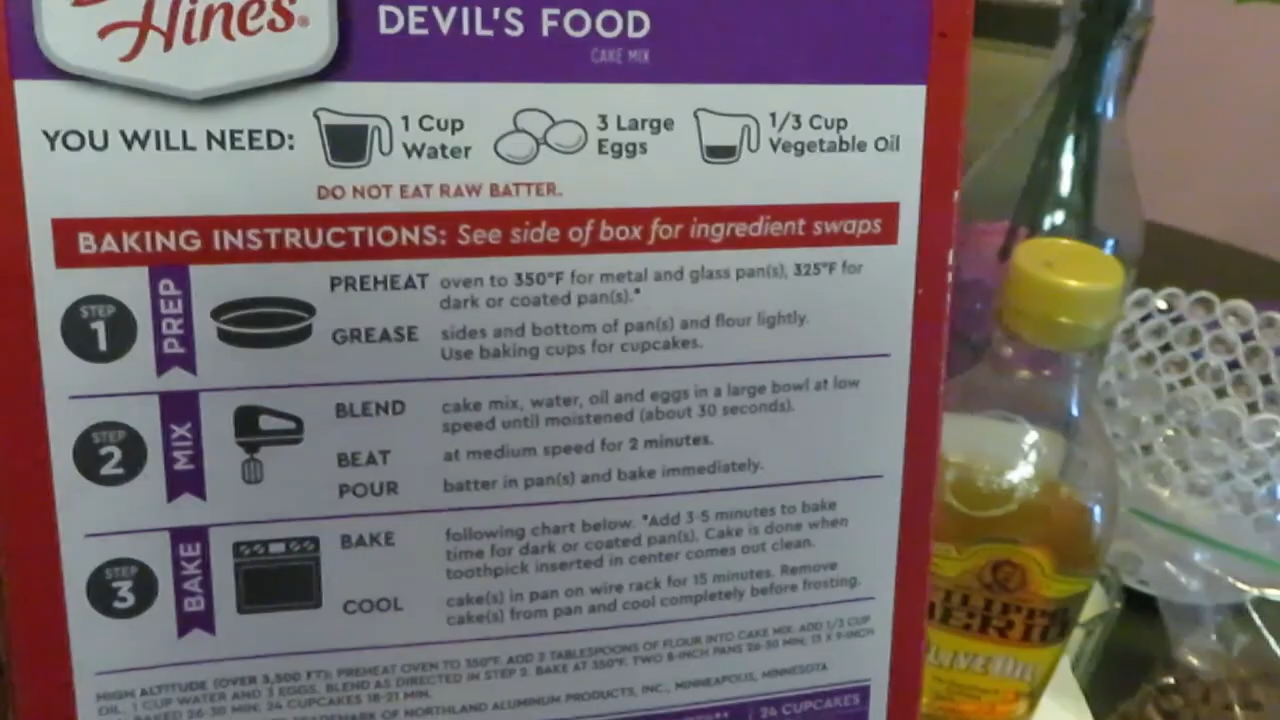 Hines®
DEVIL'S FOOD
CAKE MIX
YOU WILL NEED:
1 Cup
Water
3 Large
Eggs
1/3 Cup
Vegetable Oil
DO NOT EAT RAW BATTER.
BAKING INSTRUCTIONS: See side of box for ingredient swaps
STEP
1
PREP
PREHEAT oven to 350°F for metal and glass pan(s), 325°F for
dark or coated pan(s).*
GREASE sides and bottom of pan(s) and flour lightly.
Use baking cups for cupcakes.
STEP
2
MIX
BLEND cake mix, water, oil and eggs in a large bowl at low
speed until moistened (about 30 seconds).
BEAT at medium speed for 2 minutes.
POUR batter in pan(s) and bake immediately.
STEP
3
BAKE
BAKE following chart below. *Add 3-5 minutes to bake
time for dark or coated pan(s). Cake is done when
toothpick inserted in center comes out clean.
COOL cake(s) in pan on wire rack for 15 minutes. Remove
cake(s) from pan and cool completely before frosting.
HIGH ALTITUDE (OVER 3,500 FT): PREHEAT OVEN TO 350°F. ADD 2 TABLESPOONS OF FLOUR INTO CAKE MIX. ADD 1/3 CUP
OIL, 1 CUP WATER AND 3 EGGS. BLEND AS DIRECTED IN STEP 2. BAKE AT 350°F. TWO 8-INCH PANS 26-30 MIN; 13 X 9-INCH
BAKED 26-30 MIN; 24 CUPCAKES 18-21 MIN.
TRADEMARK OF NORTHLAND ALUMINUM PRODUCTS, INC., MINNEAPOLIS, MINNESOTA
24 CUPCAKES
OLIVE OIL